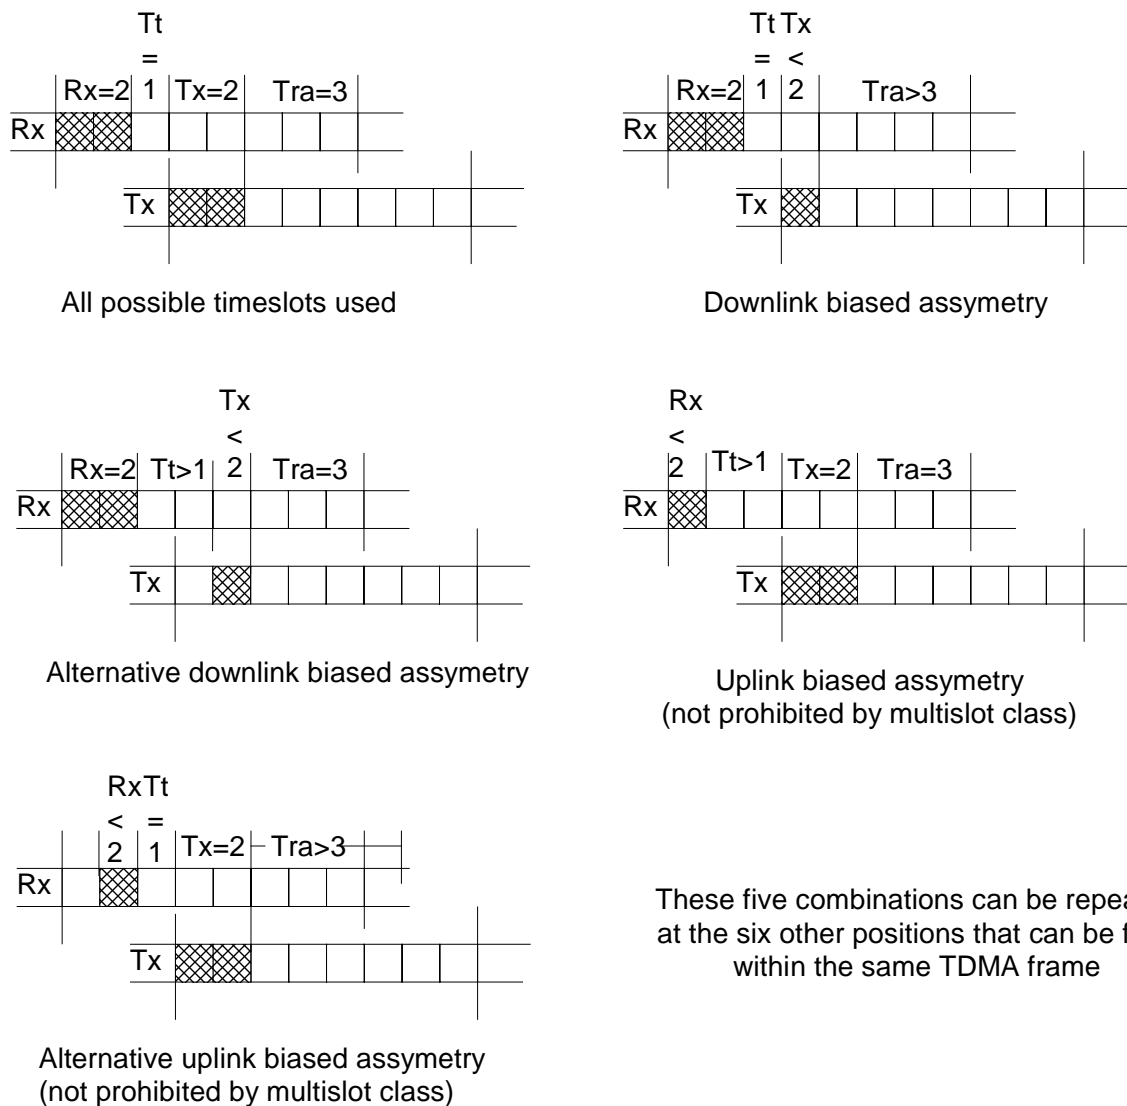 Tt
=
Rx=2 1 Tx=2 Tra=3
Rx
Tx
All possible timeslots used
Tt Tx
= <
Rx=2 1 2 Tra>3
Rx
Tx
Downlink biased assymetry
Tx
<
Rx=2 Tt>1 2 Tra=3
Rx
Tx
Alternative downlink biased assymetry
Rx
<
2 Tt>1 Tx=2 Tra=3
Rx
Tx
Uplink biased assymetry
(not prohibited by multislot class)
RxTt
< =
2 1 Tx=2 Tra>3
Rx
Tx
Alternative uplink biased assymetry
(not prohibited by multislot class)
These five combinations can be
at the six other positions that can be
within the same TDMA frame